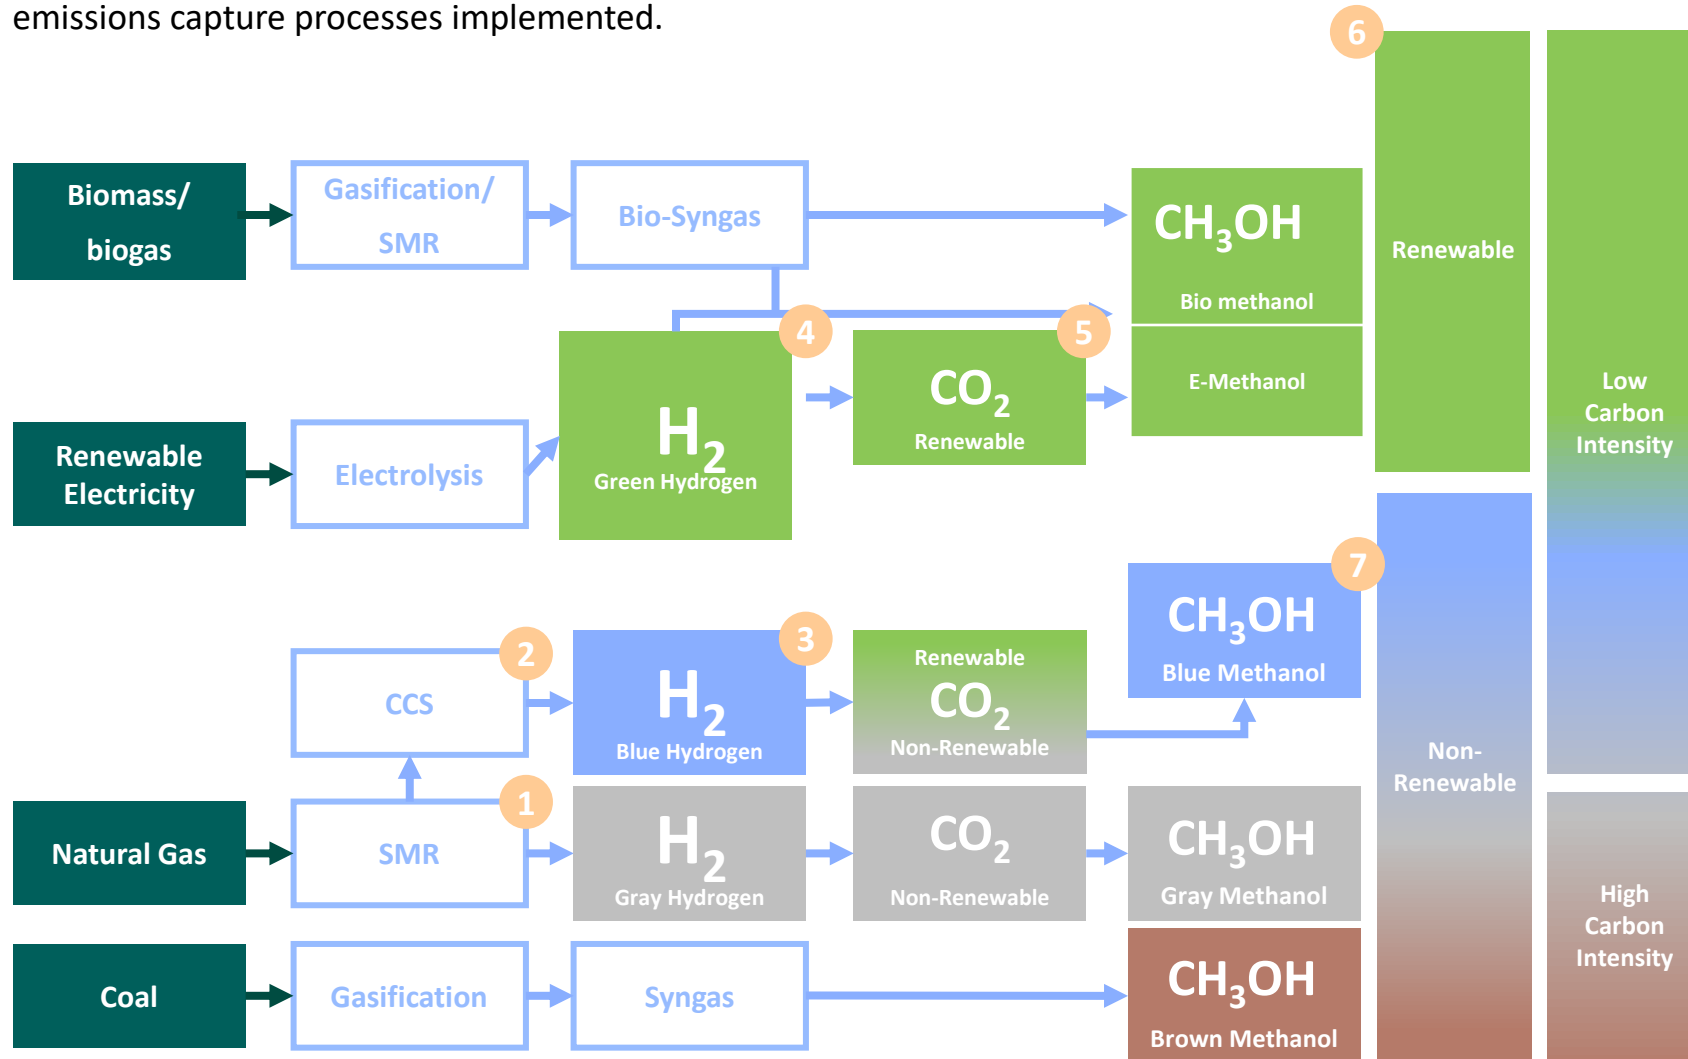 emissions capture processes implemented.
6
Biomass/
biogas
Gasification/
SMR
Bio-Syngas
CH₃OH
Bio methanol
Renewable
4
5
H₂
Green Hydrogen
CO₂
Renewable
E-Methanol
Low
Carbon
Intensity
Renewable
Electricity
Electrolysis
7
2
3
CCS
H₂
Blue Hydrogen
Renewable
CO₂
Non-Renewable
CH₃OH
Blue Methanol
Non-
Renewable
1
Natural Gas
SMR
H₂
Gray Hydrogen
CO₂
Non-Renewable
CH₃OH
Gray Methanol
High
Carbon
Intensity
Coal
Gasification
Syngas
CH₃OH
Brown Methanol